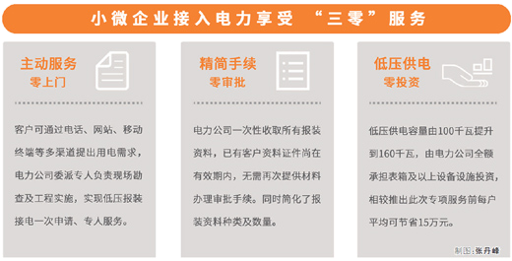 小微企业接入电力享受“三零”服务
主动服务
零上门
客户可通过电话、网站、移动
终端等多渠道提出用电需求，
电力公司委派专人负责现场勘
查及工程实施，实现低压报装
接电一次申请、专人服务。
精简手续
零审批
电力公司一次性收取所有报装
资料，已有客户资料证件尚在
有效期内，无需再次提供材料
办理审批手续。同时简化了报
装资料种类及数量。
低压供电
零投资
低压供电容量由100千瓦提升
到160千瓦，由电力公司全额
承担表箱及以上设备设施投资，
相较推出此次专项服务前每户
平均可节省15万元。
制图：张丹峰